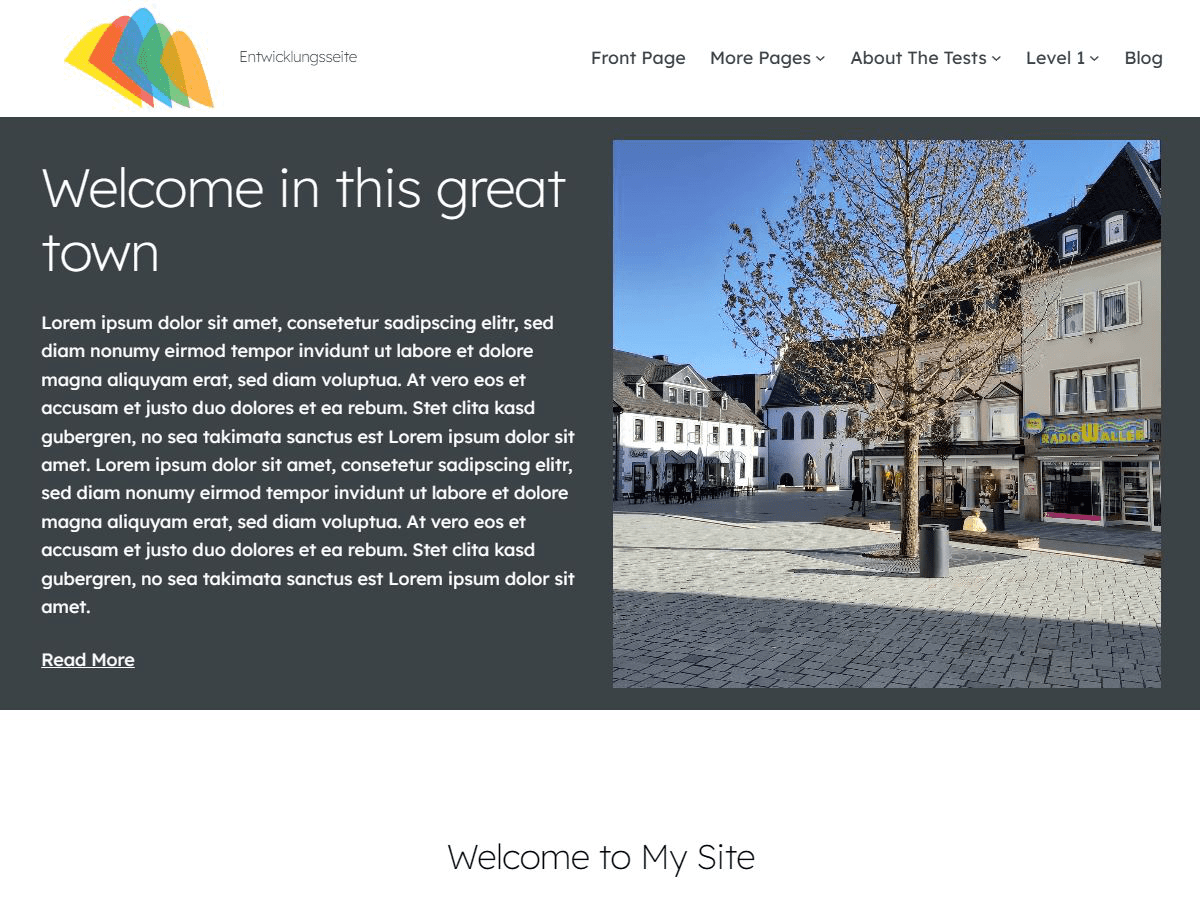 Entwicklungsseite
Front Page
More Pages
About The Tests
Level 1
Blog
Welcome in this great
town
Lorem ipsum dolor sit amet, consetetur sadipscing elitr, sed
diam nonumy eirmod tempor invidunt ut labore et dolore
magna aliquyam erat, sed diam voluptua. At vero eos et
accusam et justo duo dolores et ea rebum. Stet clita kasd
gubergren, no sea takimata sanctus est Lorem ipsum dolor sit
amet. Lorem ipsum dolor sit amet, consetetur sadipscing elitr,
sed diam nonumy eirmod tempor invidunt ut labore et dolore
magna aliquyam erat, sed diam voluptua. At vero eos et
accusam et justo duo dolores et ea rebum. Stet clita kasd
gubergren, no sea takimata sanctus est Lorem ipsum dolor sit
amet.
Read More
RADIO WALLER
Welcome to My Site